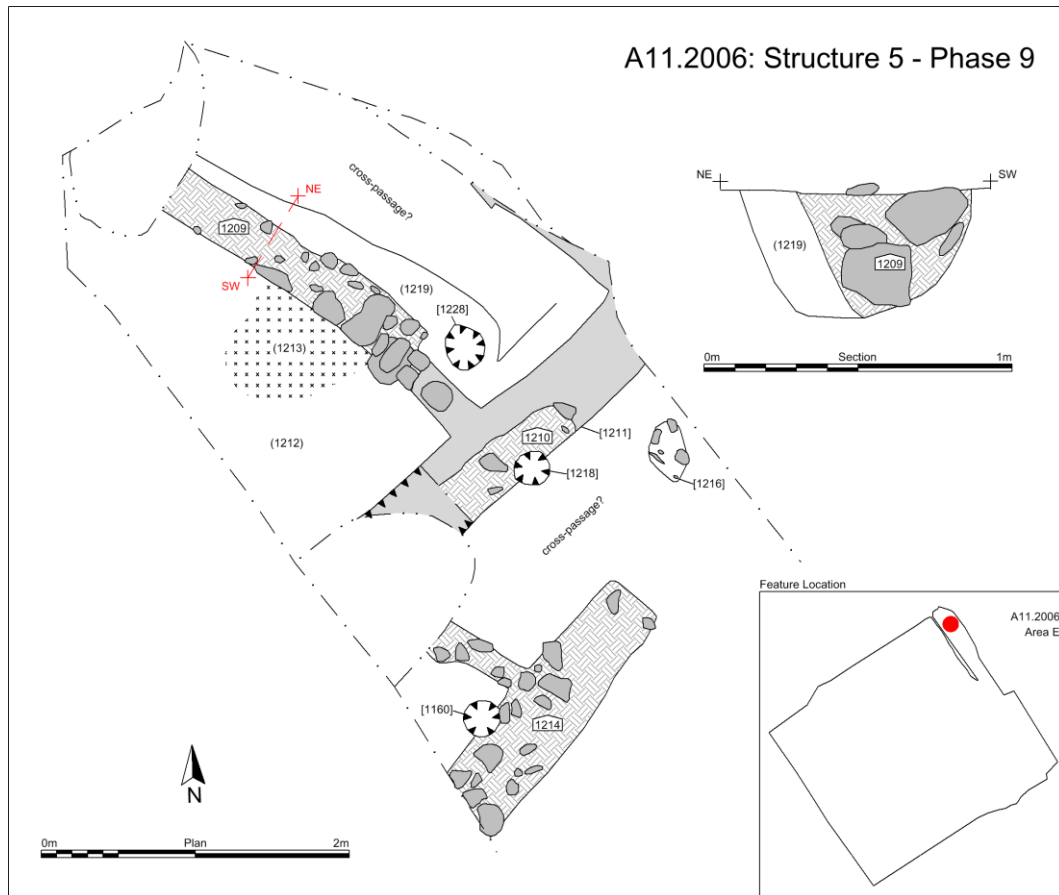 A11.2006: Structure 5 - Phase 9
cross-passage?
NE
1209
SW
(1219)
[1228]
(1213)
(1212)
1210
[1211]
[1218]
[1216]
cross-passage?
[1160]
1214
N
0m Plan 2m
NE SW
(1219)
1209
0m Section 1m
Feature Location
A11.2006
Area E